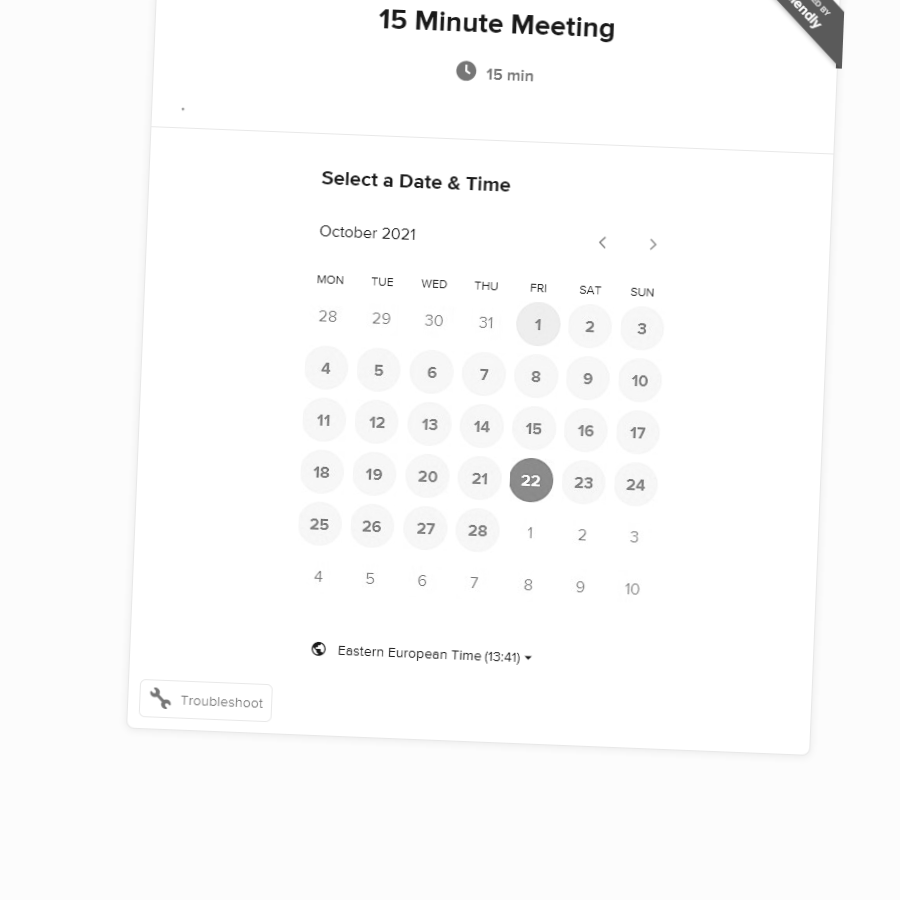 15 Minute Meeting
15 min
Select a Date & Time
October 2021
MON TUE WED THU FRI SAT SUN
28 29 30 31 1 2 3
4 5 6 7 8 9 10
11 12 13 14 15 16 17
18 19 20 21 22 23 24
25 26 27 28 1 2 3
4 5 6 7 8 9 10
Eastern European Time (13:41)
Troubleshoot